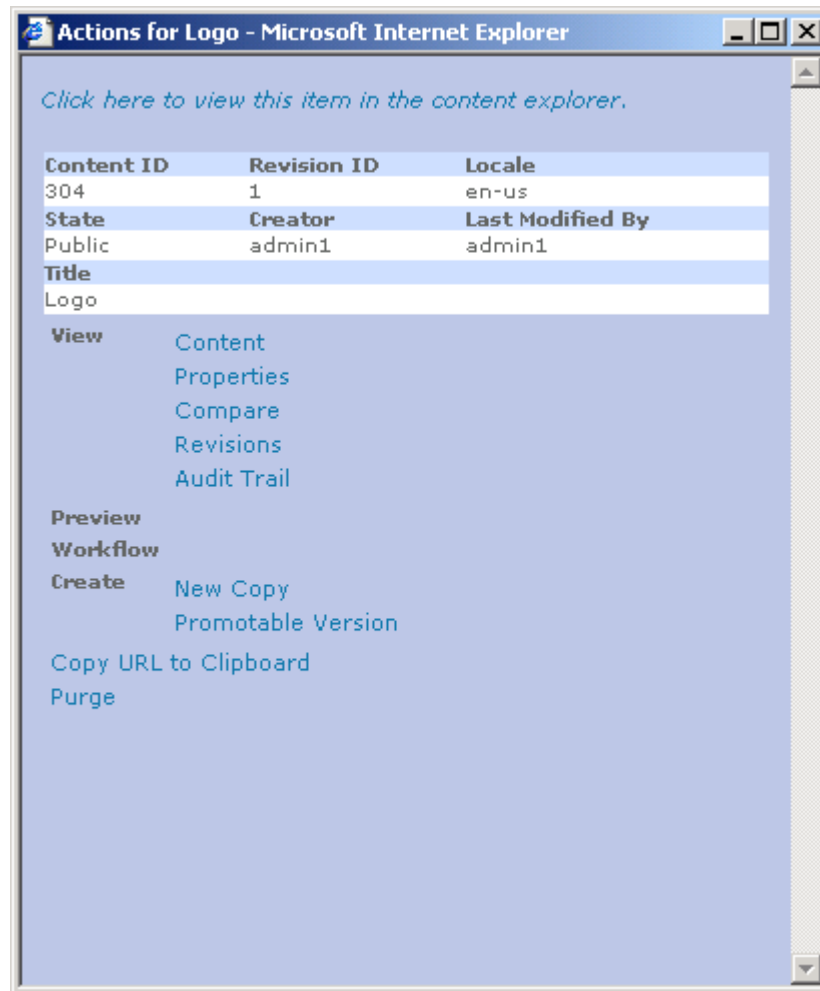 Actions for Logo - Microsoft Internet Explorer
Click here to view this item in the content explorer.
Content ID Revision ID Locale
304 1 en-us
State Creator Last Modified By
Public admin1 admin1
Title
Logo
View Content
Properties
Compare
Revisions
Audit Trail
Preview
Workflow
Create New Copy
Promotable Version
Copy URL to Clipboard
Purge